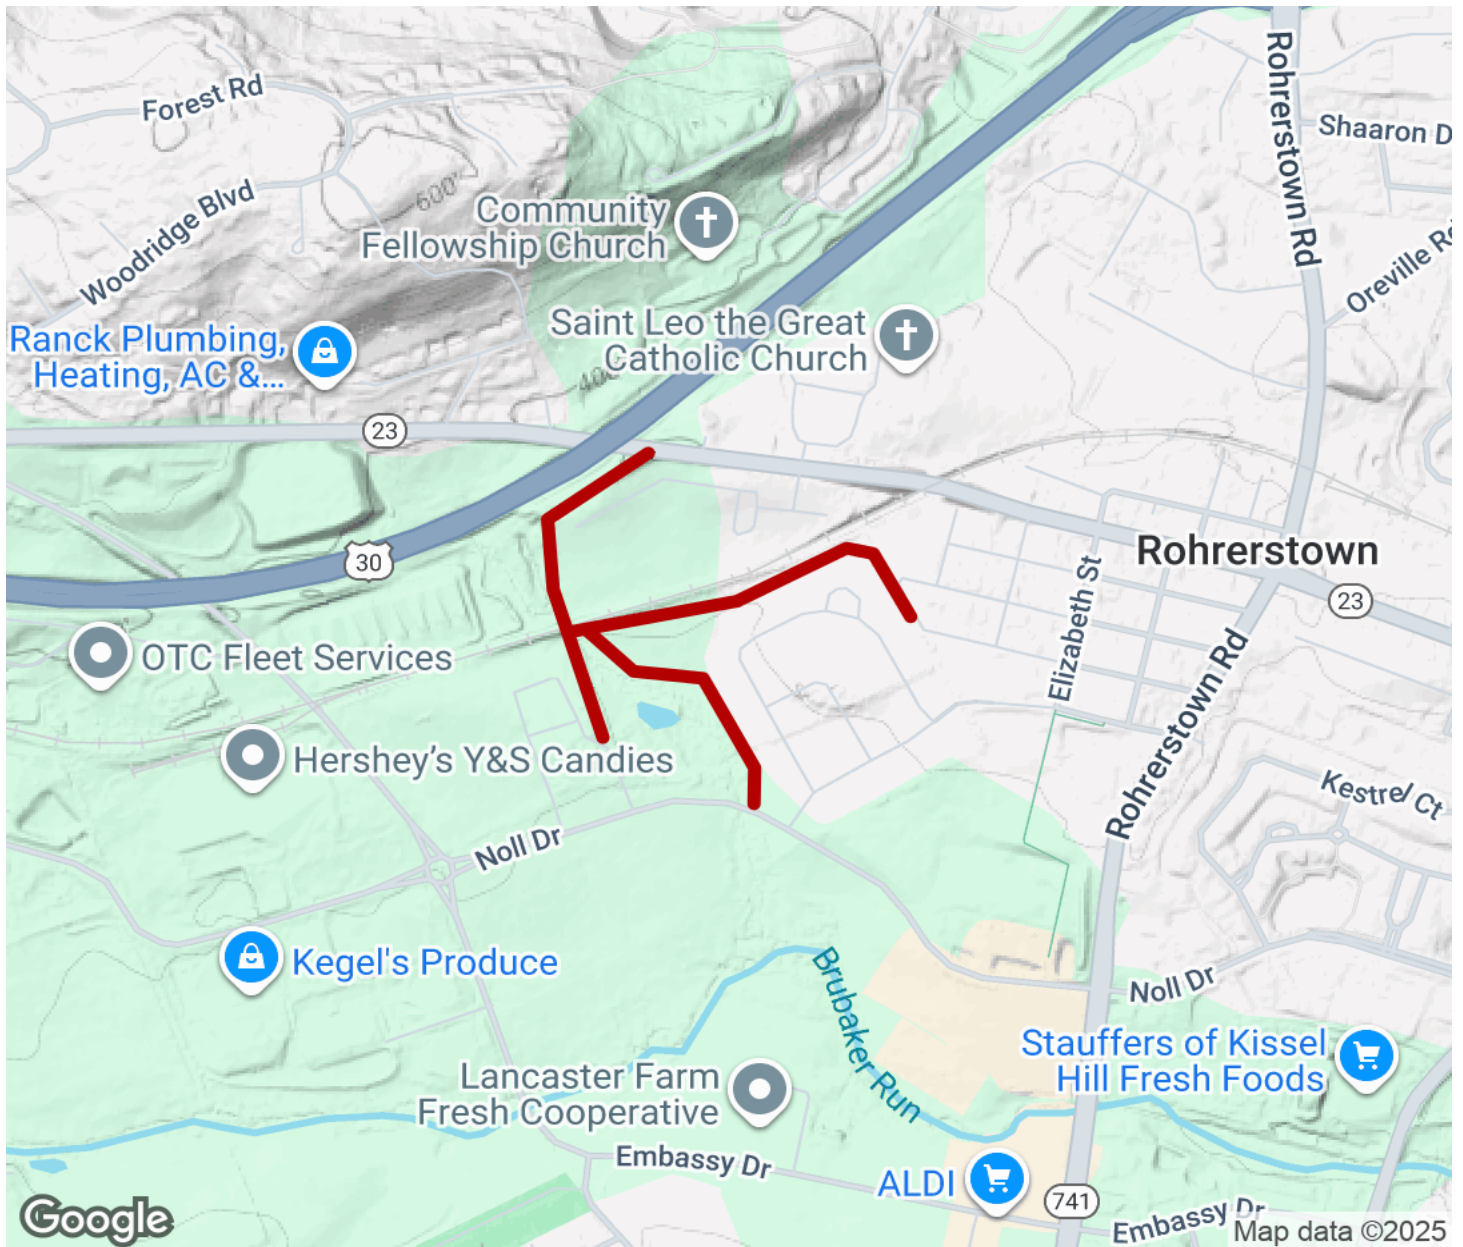 Forest Rd
Rohrerstown Rd
Shaaron D
Woodridge Blvd
600'
Community
Fellowship Church
Oreville Rd
Ranck Plumbing,
Heating, AC &...
Saint Leo the Great
Catholic Church
400
23
30
Rohrerstown
Elizabeth St
23
OTC Fleet Services
Rohrerstown Rd
Hershey's Y&S Candies
Kestrel Ct
Noll Dr
Kegel's Produce
Brubaker Run
Noll Dr
Stauffers of Kissel
Hill Fresh Foods
Lancaster Farm
Fresh Cooperative
Embassy Dr
ALDI
741
Embassy Dr
Google
Map data ©2025